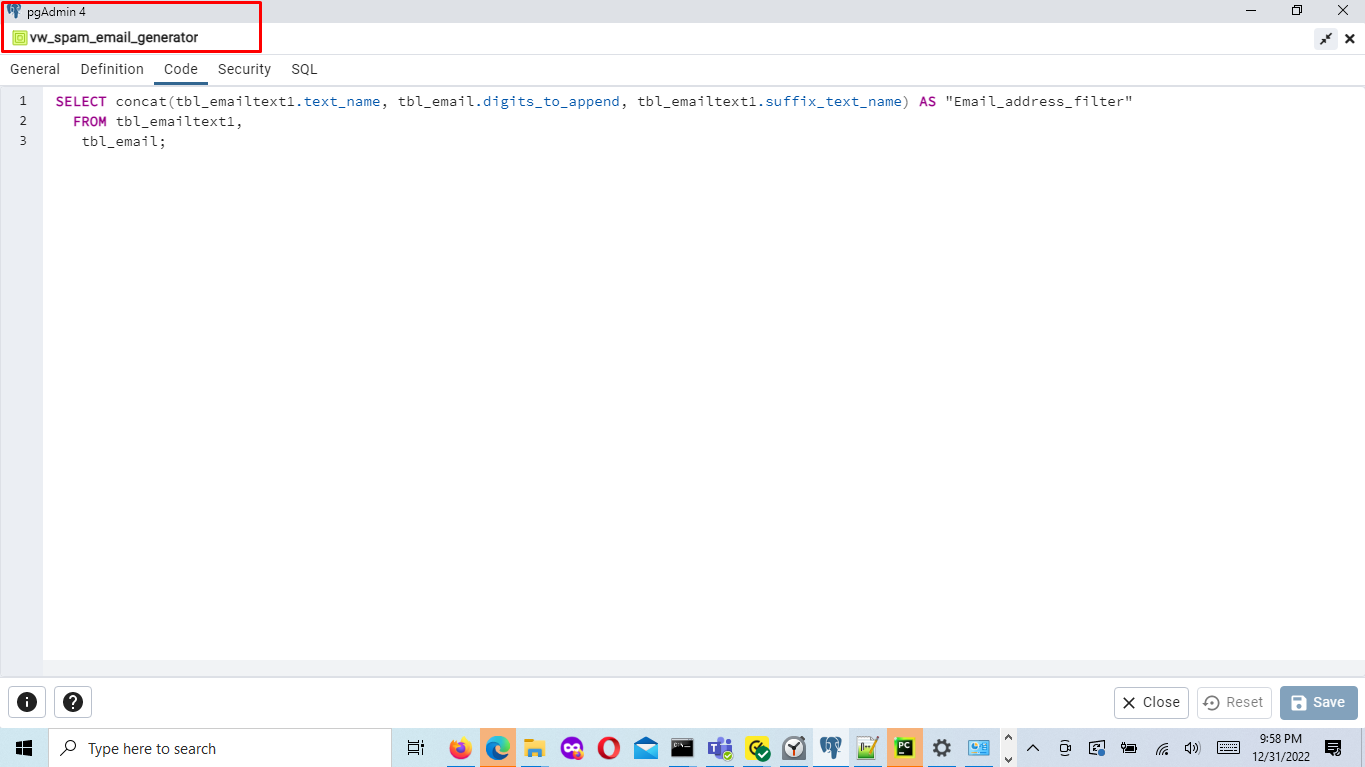 pgAdmin 4
vw_spam_email_generator
General Definition Code Security SQL
1 SELECT concat(tbl_emailtext1.text_name, tbl_email.digits_to_append, tbl_emailtext1.suffix_text_name) AS "Email_address_filter"
2 FROM tbl_emailtext1,
3 tbl_email;
Close Reset Save
Type here to search
PC
9:58 PM
12/31/2022